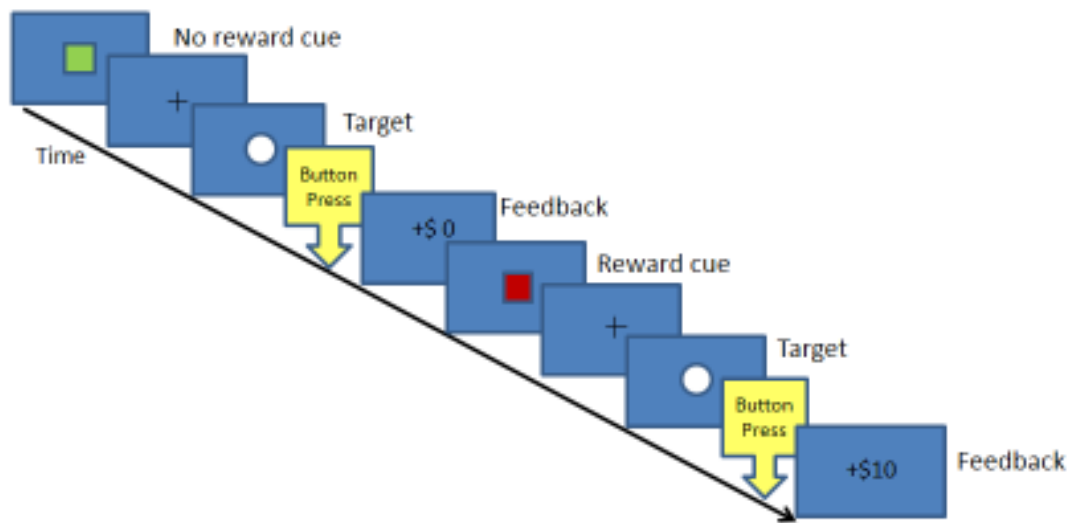 No reward cue
+
Time
Target
Button
Press
+$ 0
Feedback
Reward cue
+
Target
Button
Press
+$10
Feedback